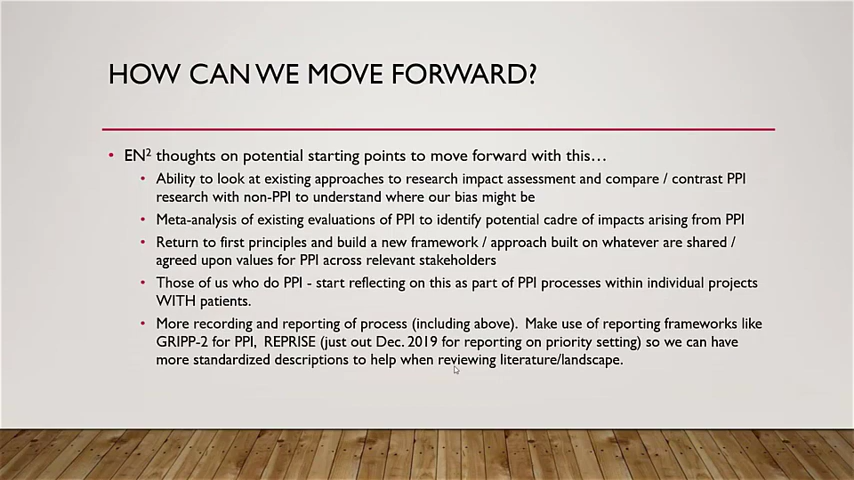 HOW CAN WE MOVE FORWARD?
• EN² thoughts on potential starting points to move forward with this…
• Ability to look at existing approaches to research impact assessment and compare / contrast PPI
research with non-PPI to understand where our bias might be
• Meta-analysis of existing evaluations of PPI to identify potential cadre of impacts arising from PPI
• Return to first principles and build a new framework / approach built on whatever are shared /
agreed upon values for PPI across relevant stakeholders
• Those of us who do PPI - start reflecting on this as part of PPI processes within individual projects
WITH patients.
• More recording and reporting of process (including above).  Make use of reporting frameworks like
GRIPP-2 for PPI,  REPRISE (just out Dec. 2019 for reporting on priority setting) so we can have
more standardized descriptions to help when reviewing literature/landscape.